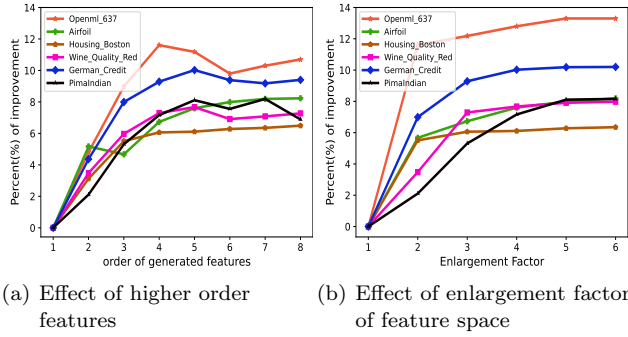 14
12
10
8
6
4
2
0
Percent(%) of improvement
Openml_637
Airfoil
Housing_Boston
Wine_Quality_Red
German_Credit
PimaIndian
1 2 3 4 5 6 7 8
order of generated features
(a) Effect of higher order
features
14
12
10
8
6
4
2
0
Percent(%) of improvement
Openml_637
Airfoil
Housing_Boston
Wine_Quality_Red
German_Credit
PimaIndian
1 2 3 4 5 6
Enlargement Factor
(b) Effect of enlargement factor
of feature space